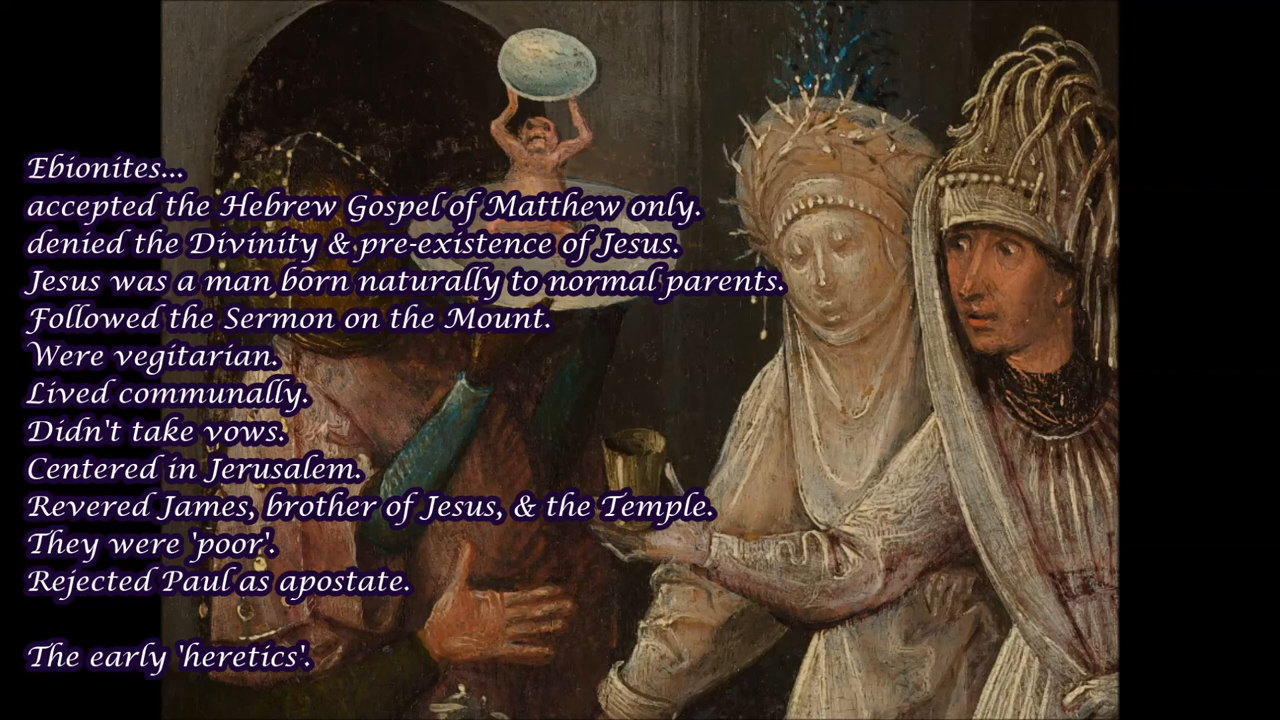 Ebionites...
accepted the Hebrew Gospel of Matthew only.
denied the Divinity & pre-existence of Jesus.
Jesus was a man born naturally to normal parents.
Followed the Sermon on the Mount.
Were vegitarian.
Lived communally.
Didn't take vows.
Centered in Jerusalem.
Revered James, brother of Jesus, & the Temple.
They were 'poor'.
Rejected Paul as apostate.
The early 'heretics'.